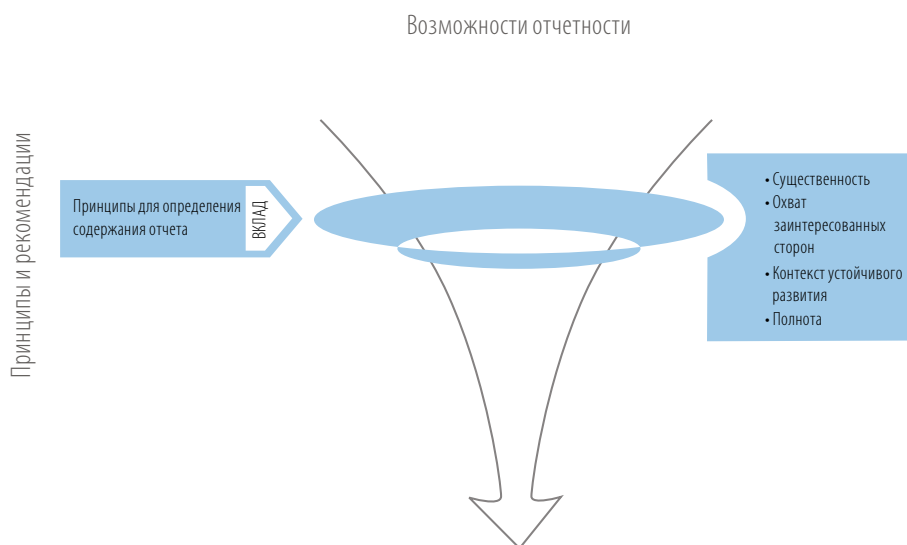 Возможности отчетности
Принципы и рекомендации
Принципы для определения
содержания отчета
ВКЛАД
• Существенность
• Охват
заинтересованных
сторон
• Контекст устойчивого
развития
• Полнота